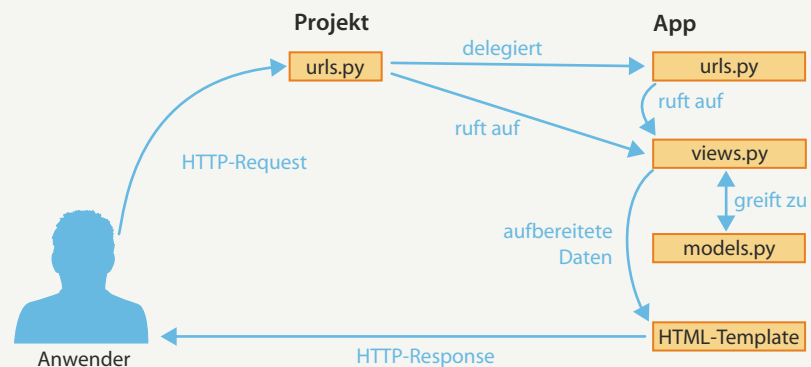 Projekt
App
urls.py
delegiert
urls.py
ruft auf
ruft auf
HTTP-Request
views.py
greift zu
aufbereitete
Daten
models.py
HTML-Template
HTTP-Response
Anwender